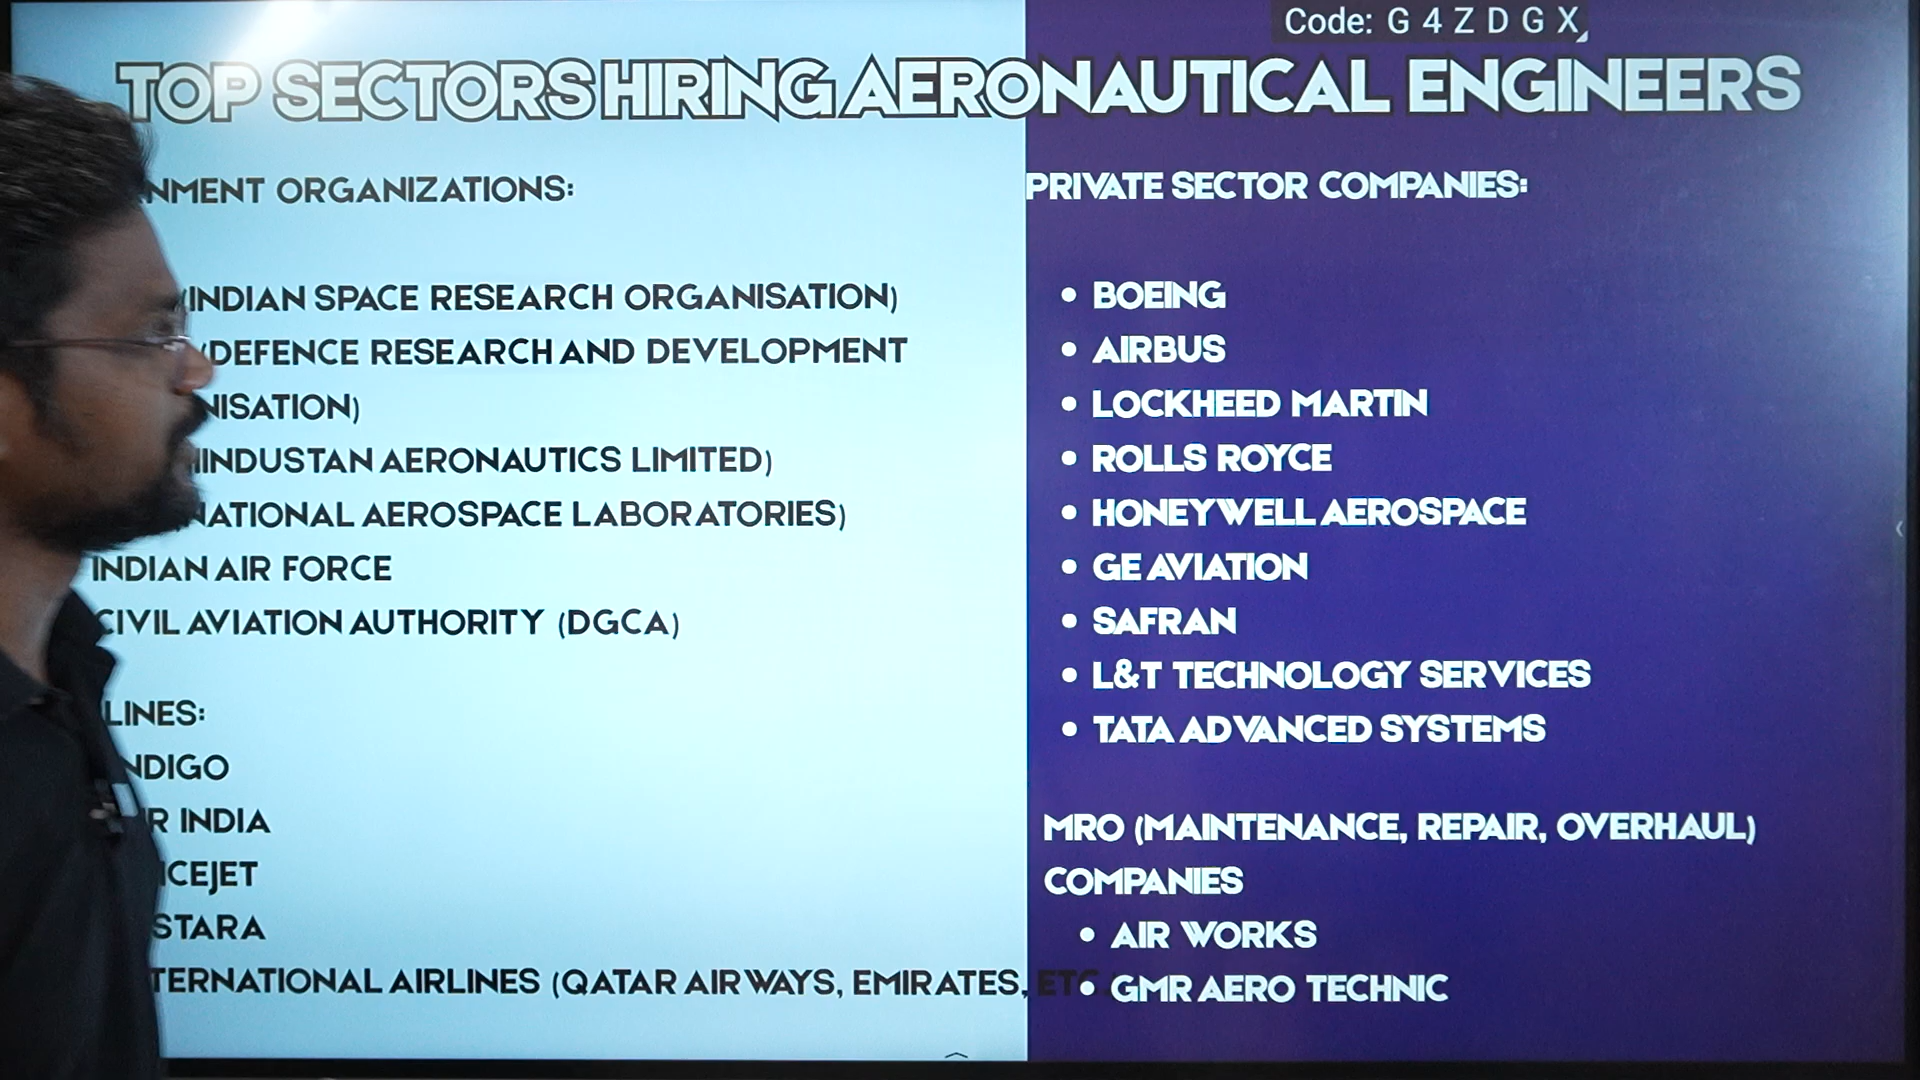 Code: G 4 Z D G X
TOP SECTORS HIRING AERONAUTICAL ENGINEERS
ORGANIZATIONS:
(INDIAN SPACE RESEARCH ORGANISATION)
(DEFENCE RESEARCH AND DEVELOPMENT
HINDUSTAN AERONAUTICS LIMITED)
NATIONAL AEROSPACE LABORATORIES)
INDIAN AIR FORCE
CIVIL AVIATION AUTHORITY (DGCA)
LINES:
NDIGO
R INDIA
ICEJET
STARA
TERNATIONAL AIRLINES (QATAR AIRWAYS, EMIRATES, ETC
PRIVATE SECTOR COMPANIES:
• BOEING
• AIRBUS
• LOCKHEED MARTIN
• ROLLS ROYCE
• HONEYWELL AEROSPACE
• GE AVIATION
• SAFRAN
• L&T TECHNOLOGY SERVICES
• TATA ADVANCED SYSTEMS
MRO (MAINTENANCE, REPAIR, OVERHAUL)
COMPANIES
• AIR WORKS
• GMR AERO TECHNIC